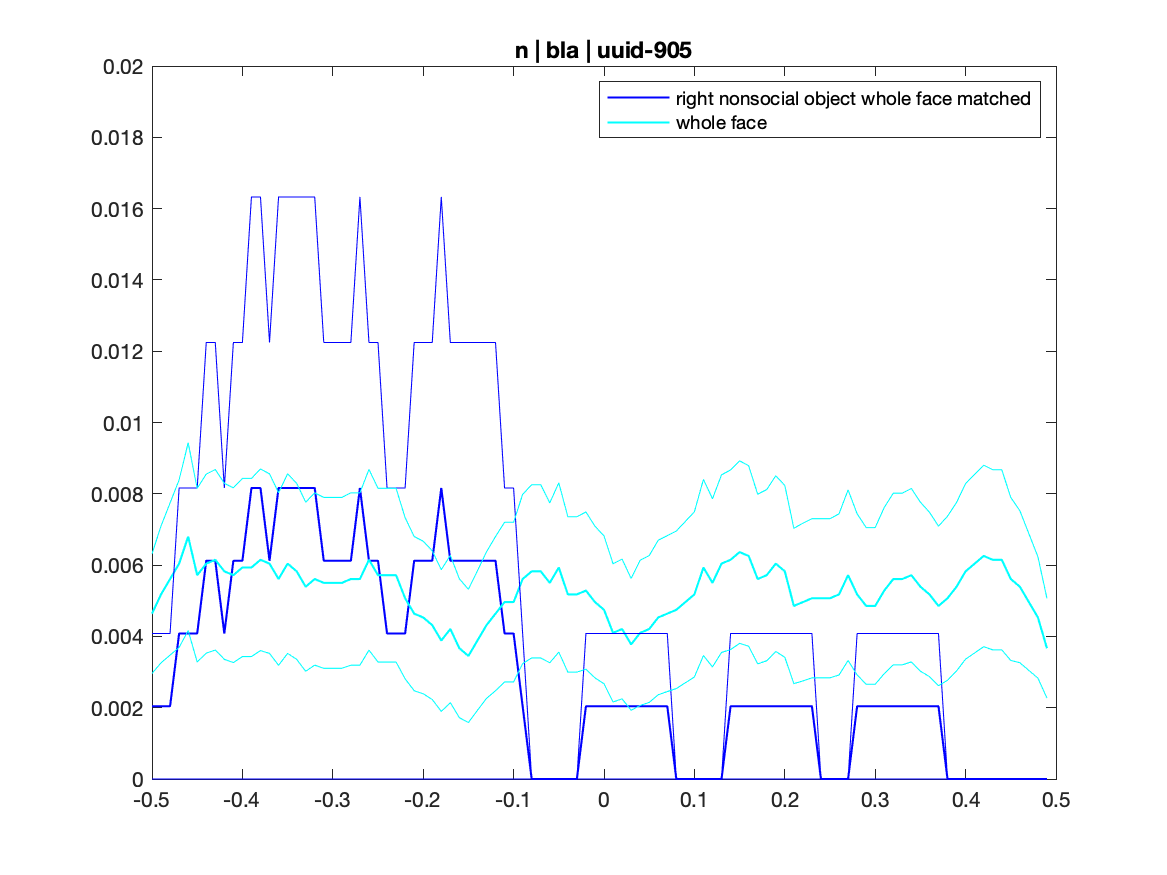 n | bla | uuid-905
0.02
right nonsocial object whole face matched
whole face
0.018
0.016
0.014
0.012
0.01
0.008
0.006
0.004
0.002
0
-0.5 -0.4 -0.3 -0.2 -0.1 0 0.1 0.2 0.3 0.4 0.5